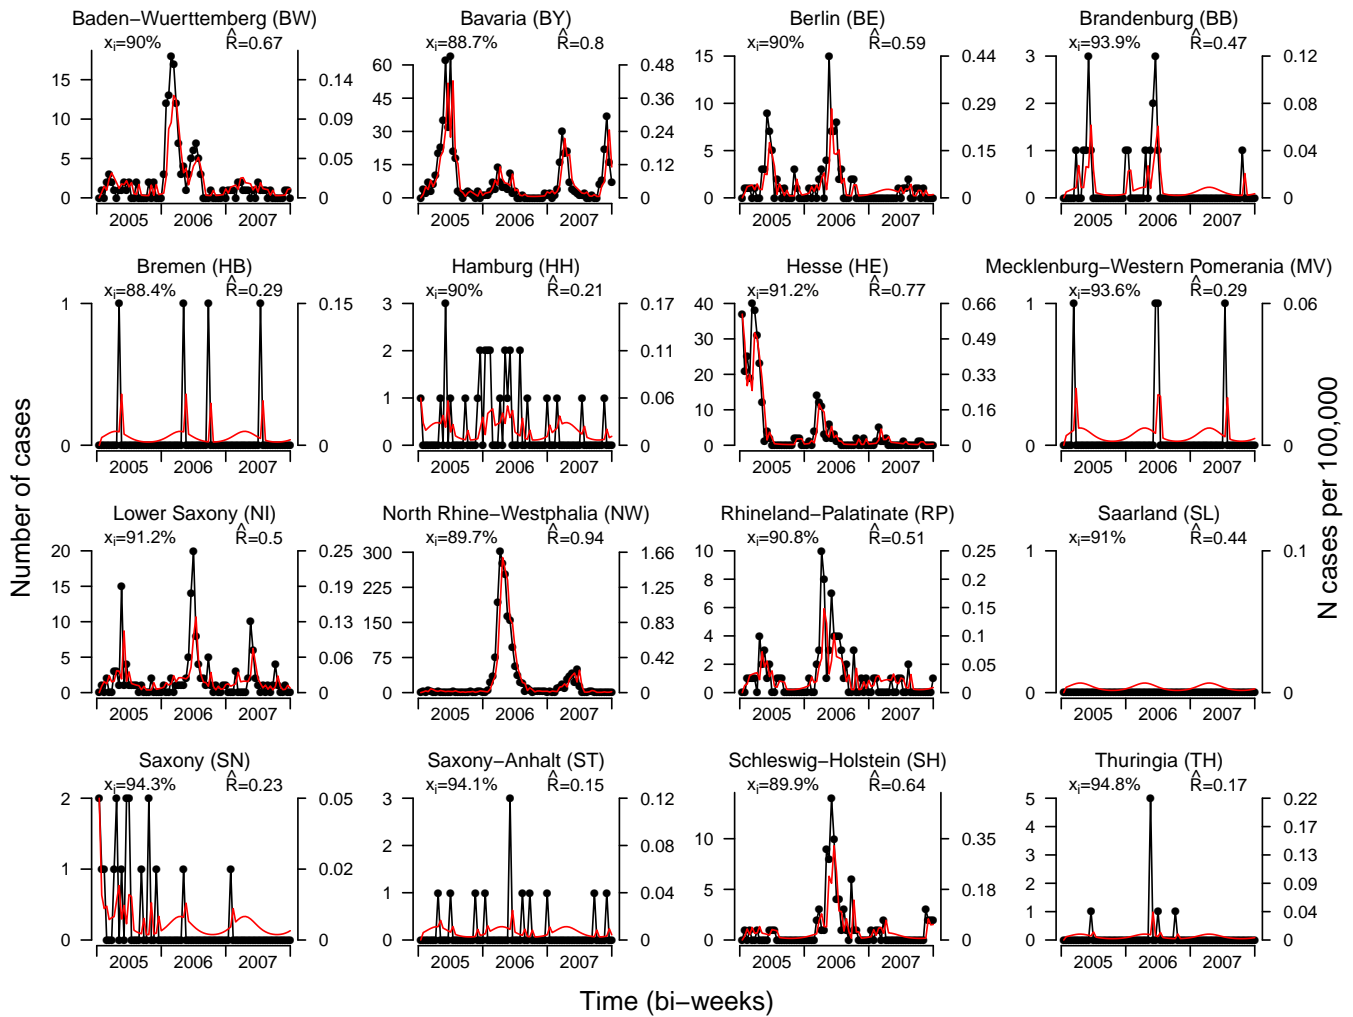 Baden−Wuerttemberg (BW)
xi=90% R̂=0.67
15
10
5
0
0.14
0.09
0.05
0
2005 2006 2007
Bavaria (BY)
xi=88.7% R̂=0.8
60
45
30
15
0
0.48
0.36
0.24
0.12
0
2005 2006 2007
Berlin (BE)
xi=90% R̂=0.59
15
10
5
0
0.44
0.29
0.15
0
2005 2006 2007
Brandenburg (BB)
xi=93.9% R̂=0.47
3
2
1
0
0.12
0.08
0.04
0
2005 2006 2007
Bremen (HB)
xi=88.4% R̂=0.29
1
0
0.15
0
2005 2006 2007
Hamburg (HH)
xi=90% R̂=0.21
3
2
1
0
0.17
0.11
0.06
0
2005 2006 2007
Hesse (HE)
xi=91.2% R̂=0.77
40
30
20
10
0
0.66
0.49
0.33
0.16
0
2005 2006 2007
Mecklenburg−Western Pomerania (MV)
xi=93.6% R̂=0.29
1
0
0.06
0
2005 2006 2007
Lower Saxony (NI)
xi=91.2% R̂=0.5
20
15
10
5
0
0.25
0.19
0.13
0.06
0
2005 2006 2007
North Rhine−Westphalia (NW)
xi=89.7% R̂=0.94
300
225
150
75
0
1.66
1.25
0.83
0.42
0
2005 2006 2007
Rhineland−Palatinate (RP)
xi=90.8% R̂=0.51
10
8
6
4
2
0
0.25
0.2
0.15
0.1
0.05
0
2005 2006 2007
Saarland (SL)
xi=91% R̂=0.44
1
0
0.1
0
2005 2006 2007
Saxony (SN)
xi=94.3% R̂=0.23
2
1
0
0.05
0.02
0
2005 2006 2007
Saxony−Anhalt (ST)
xi=94.1% R̂=0.15
3
2
1
0
0.12
0.08
0.04
0
2005 2006 2007
Schleswig−Holstein (SH)
xi=89.9% R̂=0.64
10
5
0
0.35
0.18
0
2005 2006 2007
Thuringia (TH)
xi=94.8% R̂=0.17
5
4
3
2
1
0
0.22
0.17
0.13
0.09
0.04
0
2005 2006 2007
Number of cases
N cases per 100,000
Time (bi−weeks)